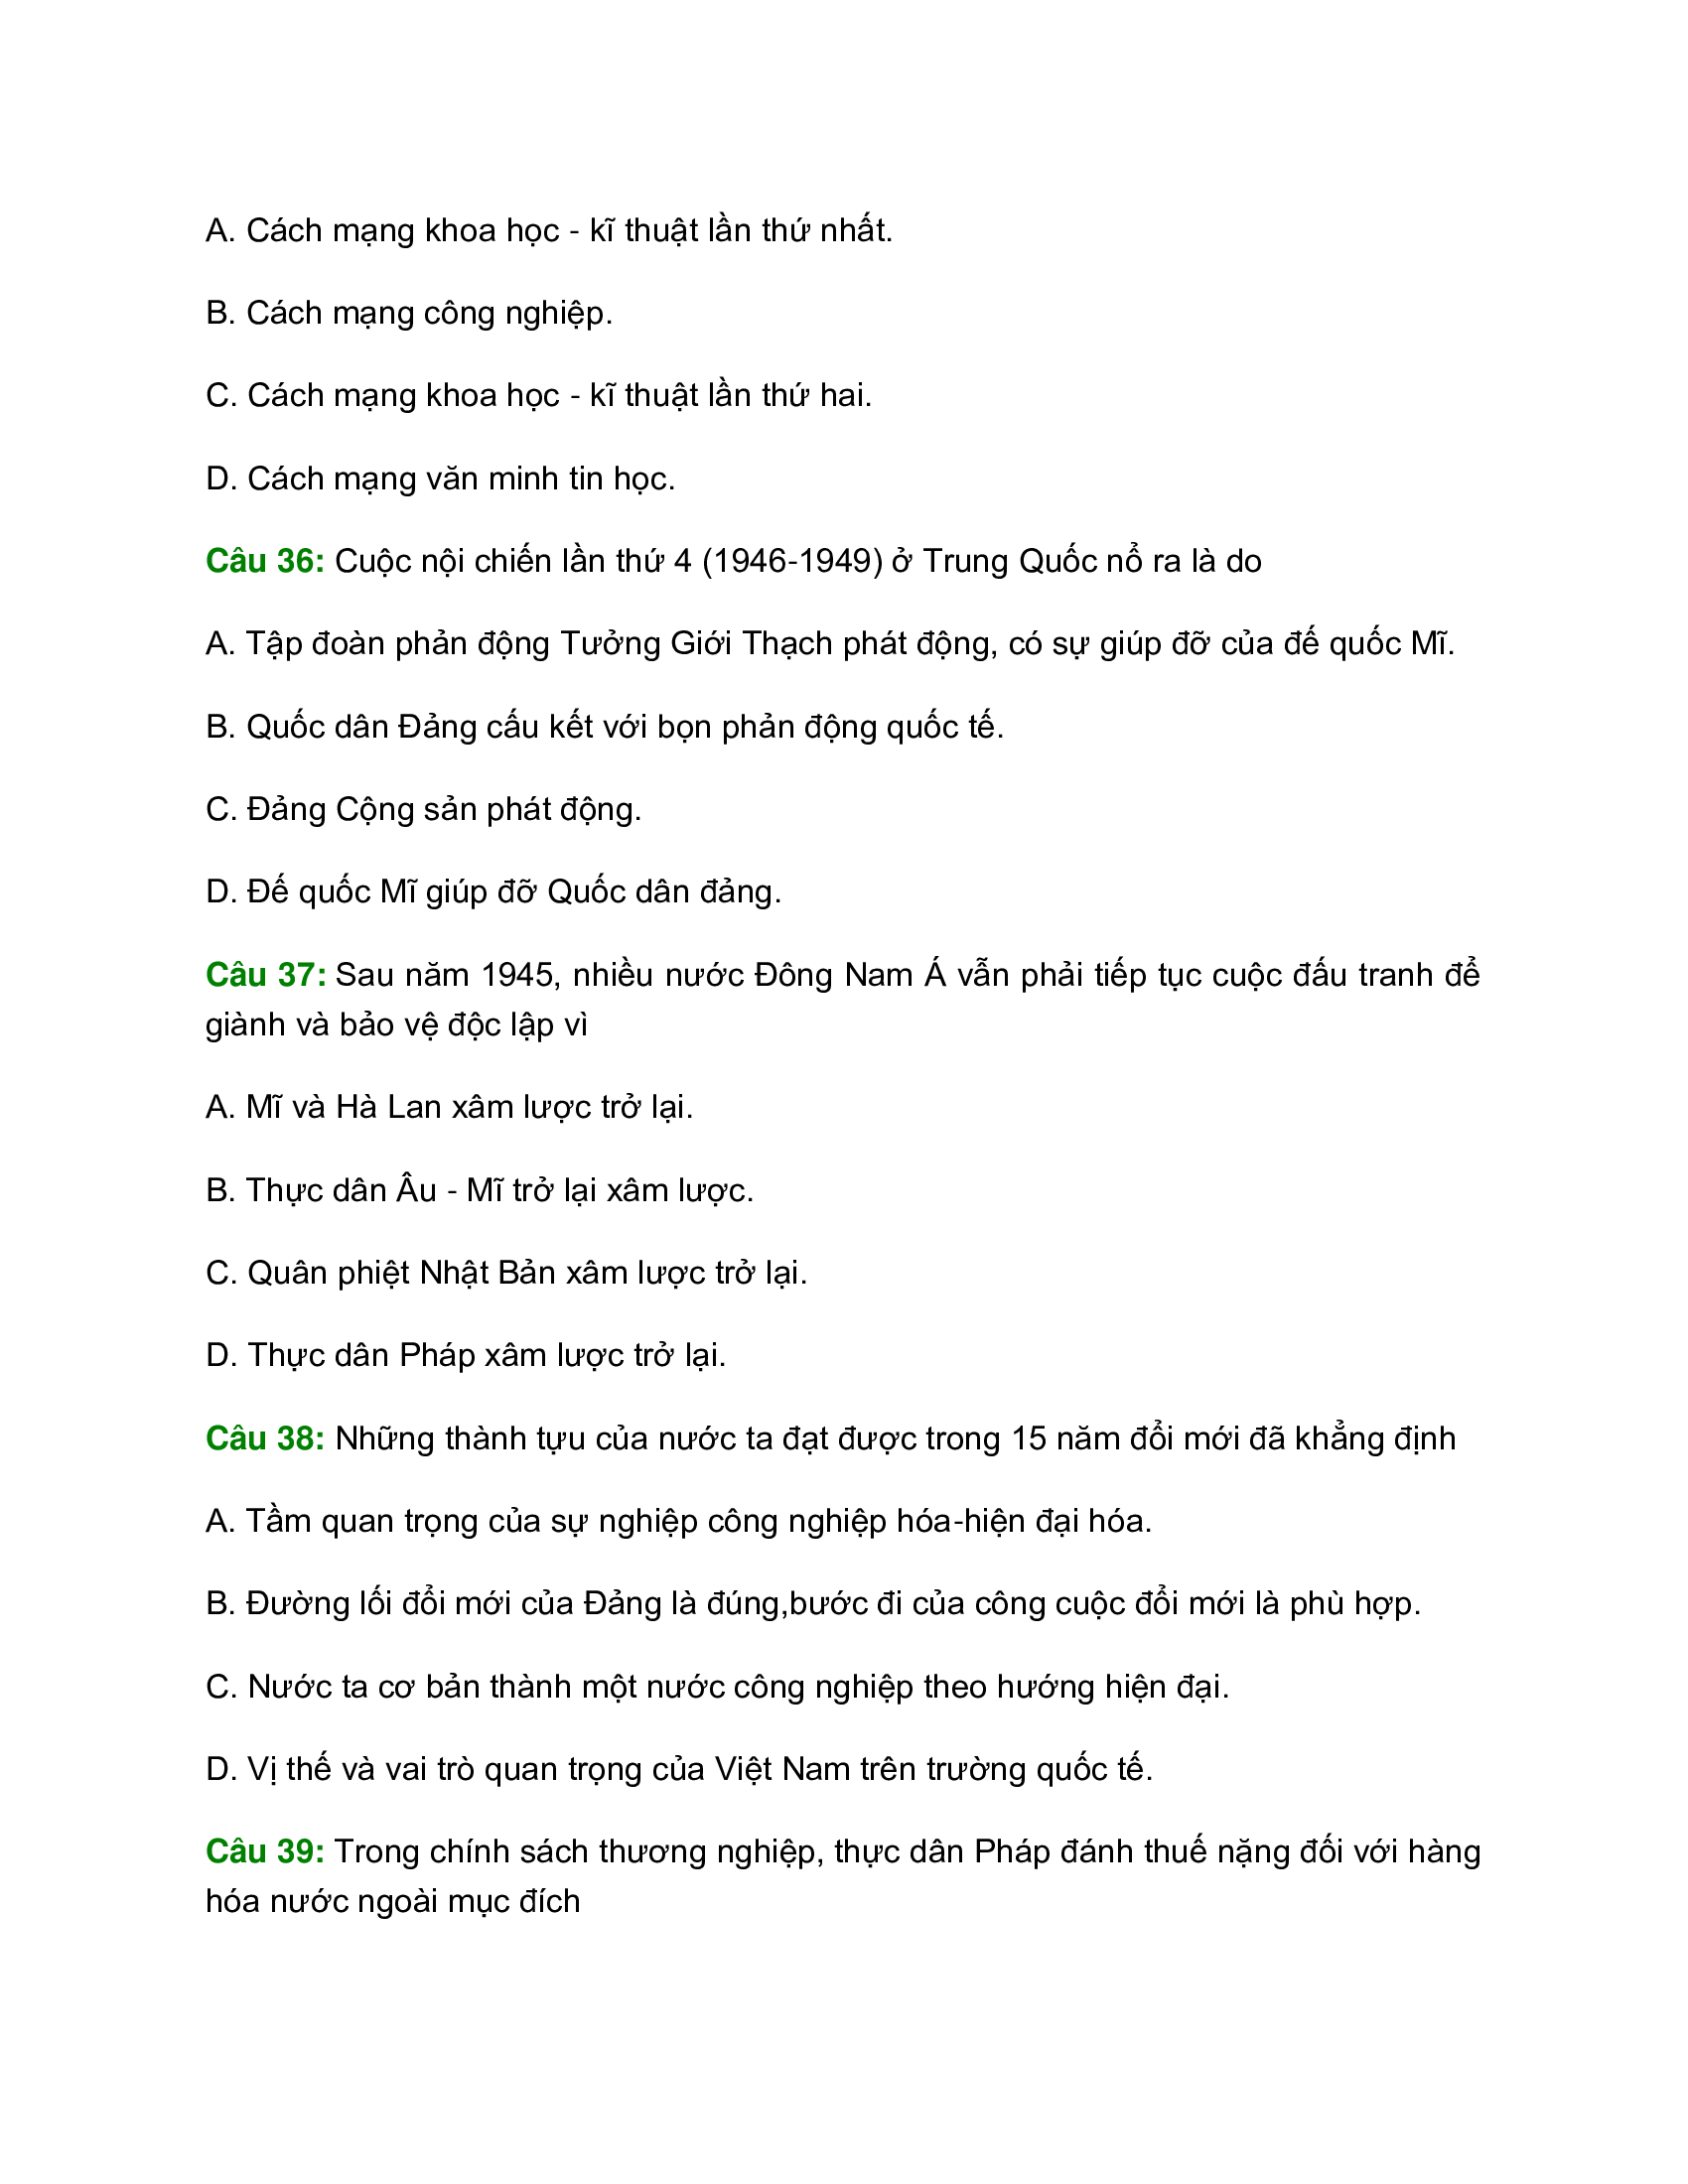 A. Cách mạng khoa học - kĩ thuật lần thứ nhất.
B. Cách mạng công nghiệp.
C. Cách mạng khoa học - kĩ thuật lần thứ hai.
D. Cách mạng văn minh tin học.
Câu 36: Cuộc nội chiến lần thứ 4 (1946-1949) ở Trung Quốc nổ ra là do
A. Tập đoàn phản động Tưởng Giới Thạch phát động, có sự giúp đỡ của đế quốc Mĩ.
B. Quốc dân Đảng cấu kết với bọn phản động quốc tế.
C. Đảng Cộng sản phát động.
D. Đế quốc Mĩ giúp đỡ Quốc dân đảng.
Câu 37: Sau năm 1945, nhiều nước Đông Nam Á vẫn phải tiếp tục cuộc đấu tranh để
giành và bảo vệ độc lập vì
A. Mĩ và Hà Lan xâm lược trở lại.
B. Thực dân Âu - Mĩ trở lại xâm lược.
C. Quân phiệt Nhật Bản xâm lược trở lại.
D. Thực dân Pháp xâm lược trở lại.
Câu 38: Những thành tựu của nước ta đạt được trong 15 năm đổi mới đã khẳng định
A. Tầm quan trọng của sự nghiệp công nghiệp hóa-hiện đại hóa.
B. Đường lối đổi mới của Đảng là đúng,bước đi của công cuộc đổi mới là phù hợp.
C. Nước ta cơ bản thành một nước công nghiệp theo hướng hiện đại.
D. Vị thế và vai trò quan trọng của Việt Nam trên trường quốc tế.
Câu 39: Trong chính sách thương nghiệp, thực dân Pháp đánh thuế nặng đối với hàng
hóa nước ngoài mục đích